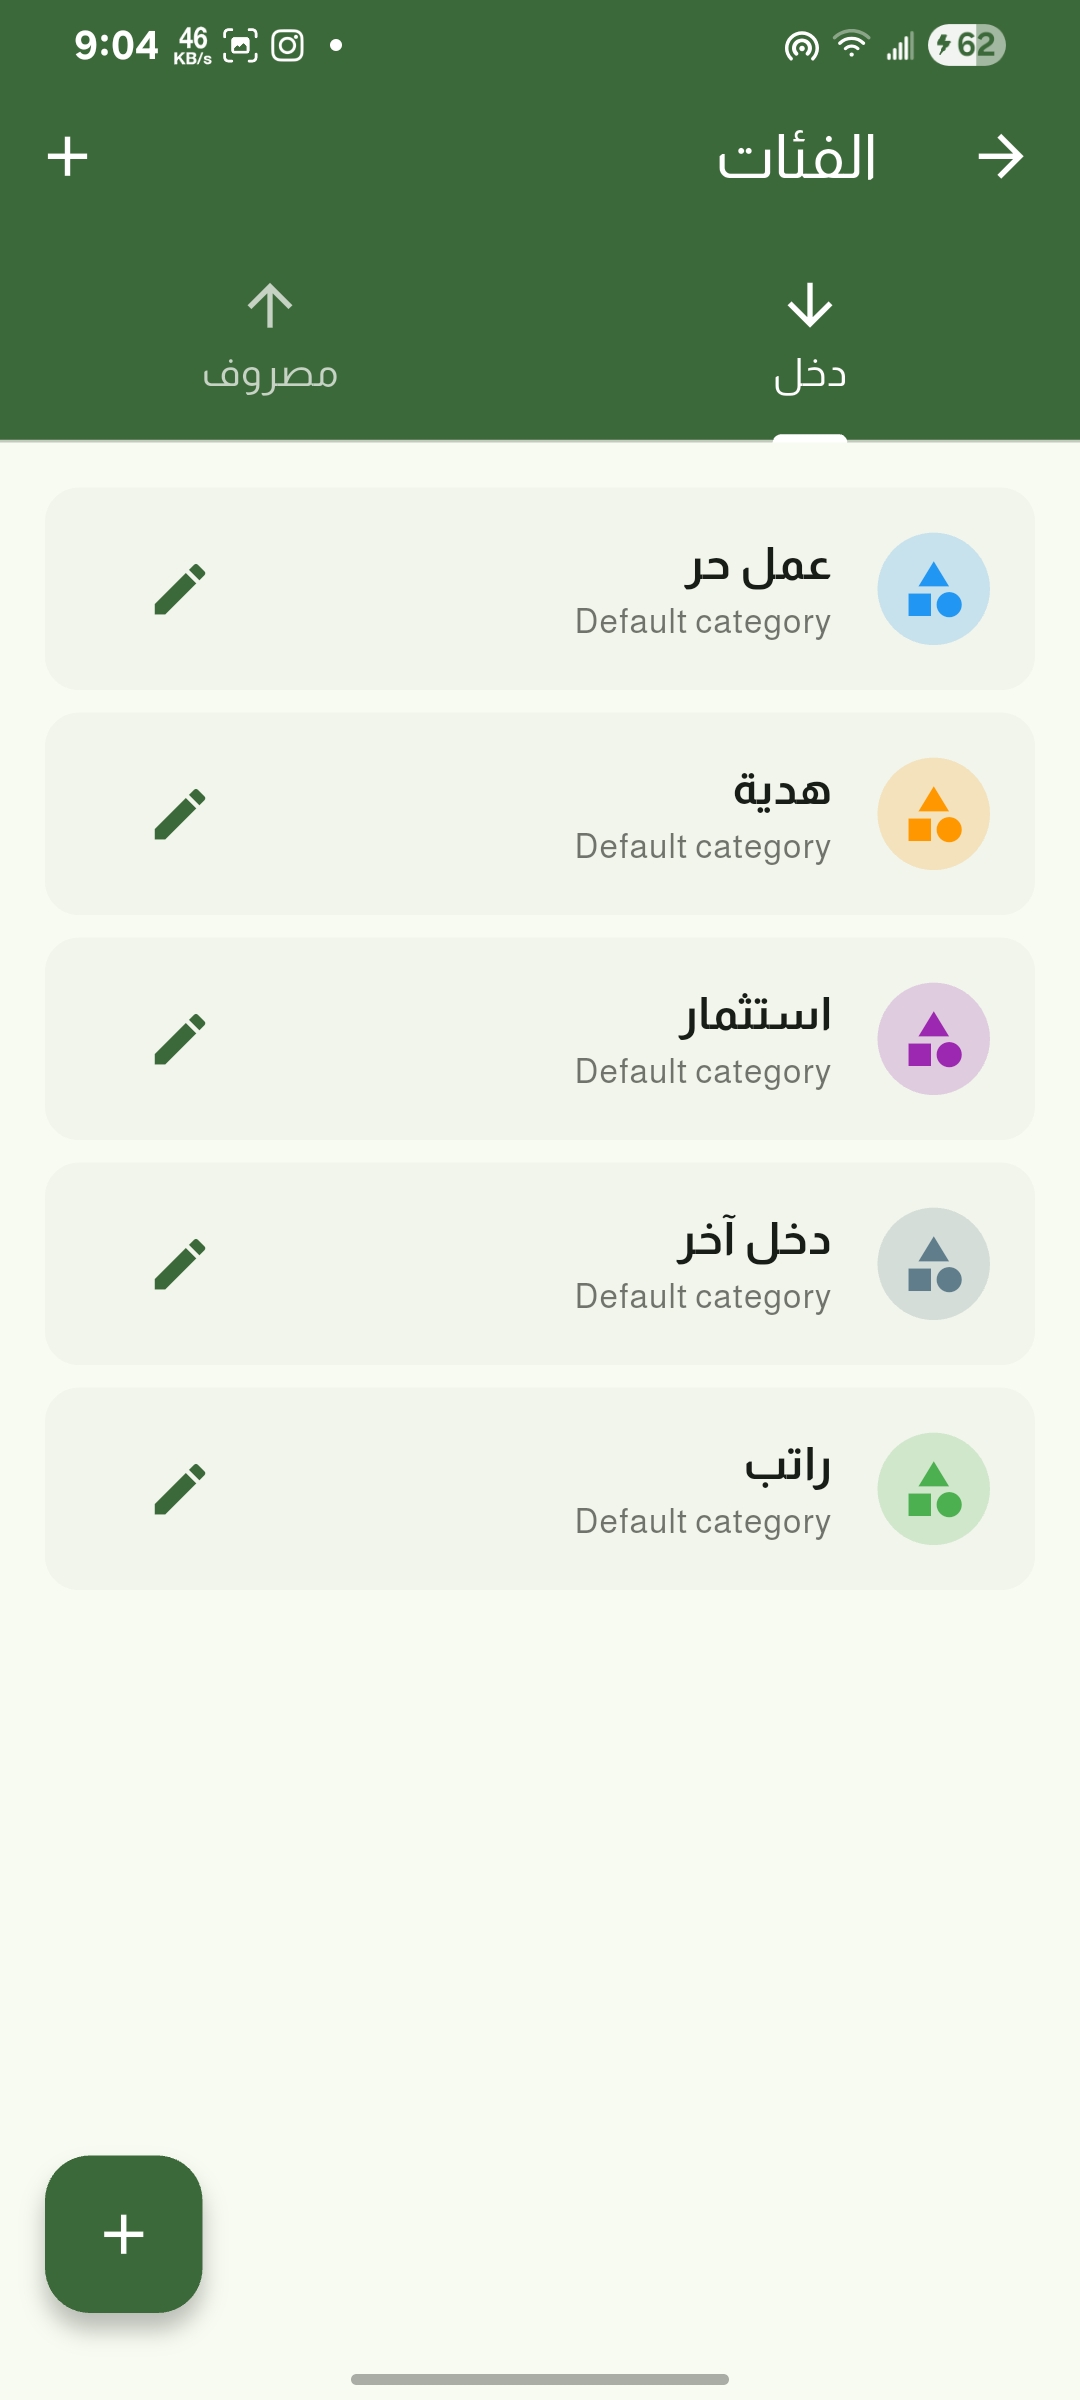 9:04 46 KB/s 62
الفئات
دخل
مصروف
عمل حر
Default category
هدية
Default category
استثمار
Default category
دخل آخر
Default category
راتب
Default category